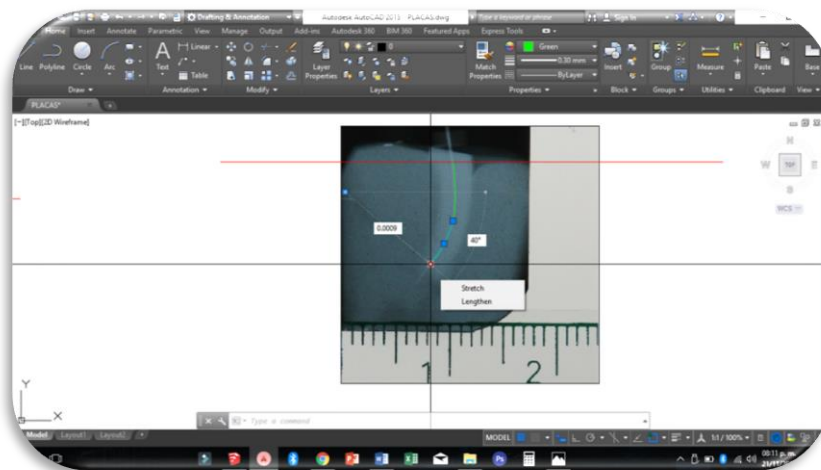 Drafting & Annotation
Autodesk AutoCAD 2015 PLACAS.dwg
Type a keyword or phrase
Sign In
Home Insert Annotate Parametric View Manage Output Add-ins Autodesk 360 BIM 360 Featured Apps Express Tools
Line Polyline Circle Arc
Text
Linear
Table
Layer Properties
0
Match Properties
Green
0.30 mm
ByLayer
Insert
Group
Measure
Paste
Base
Draw
Annotation
Modify
Layers
Properties
Block
Groups
Utilities
Clipboard
View
PLACAS*
[−][Top][2D Wireframe]
N
W TOP E
S
WCS
0.0009
40°
Stretch
Lengthen
1 2
Y
X
Type a command
Model Layout1 Layout2
MODEL
1:1 / 100%
08:11 p. m.